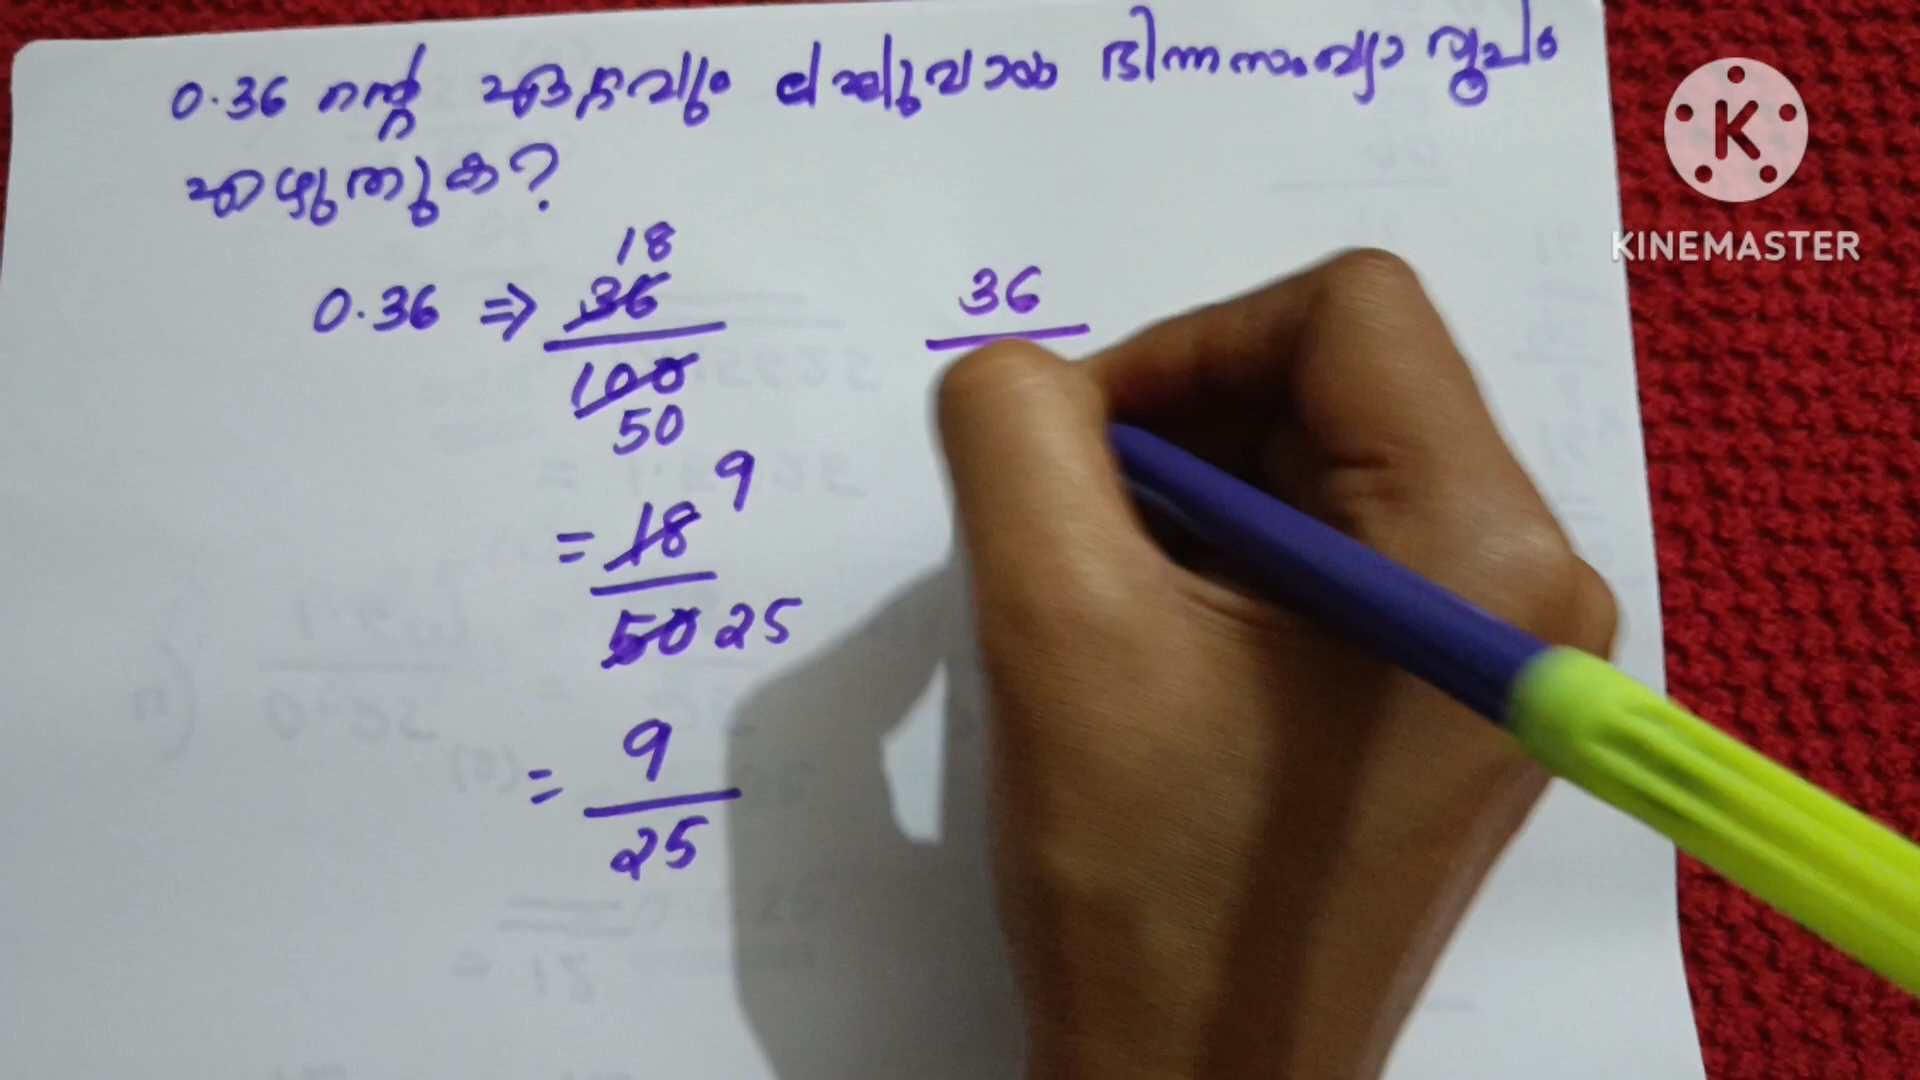 0.36 ന്റെ ഏറ്റവും ലഘുവായ ഭിന്നസംഖ്യാ രൂപം
എഴുതുക?
18
0.36 ⇒ 36/100
50
9
= 18/50 25
= 9/25
36
K
KINEMASTER